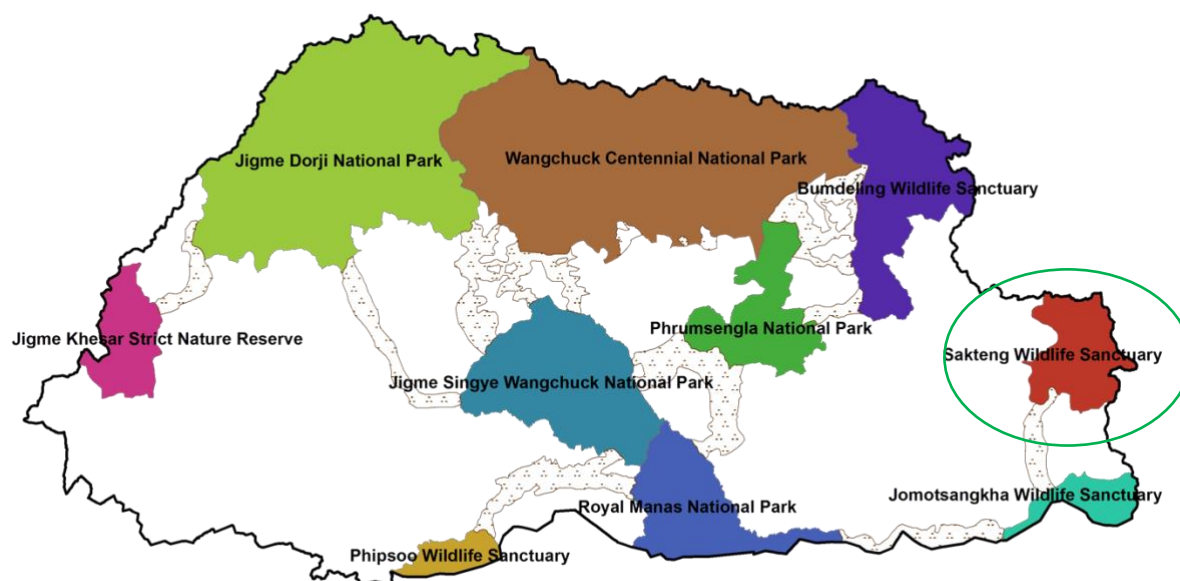 Jigme Dorji National Park
Wangchuck Centennial National Park
Bumdeling Wildlife Sanctuary
Jigme Khesar Strict Nature Reserve
Phrumsengla National Park
Sakteng Wildlife Sanctuary
Jigme Singye Wangchuck National Park
Jomotsangkha Wildlife Sanctuary
Royal Manas National Park
Phipsoo Wildlife Sanctuary